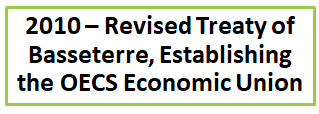 2010 – Revised Treaty of
Basseterre, Establishing
the OECS Economic Union